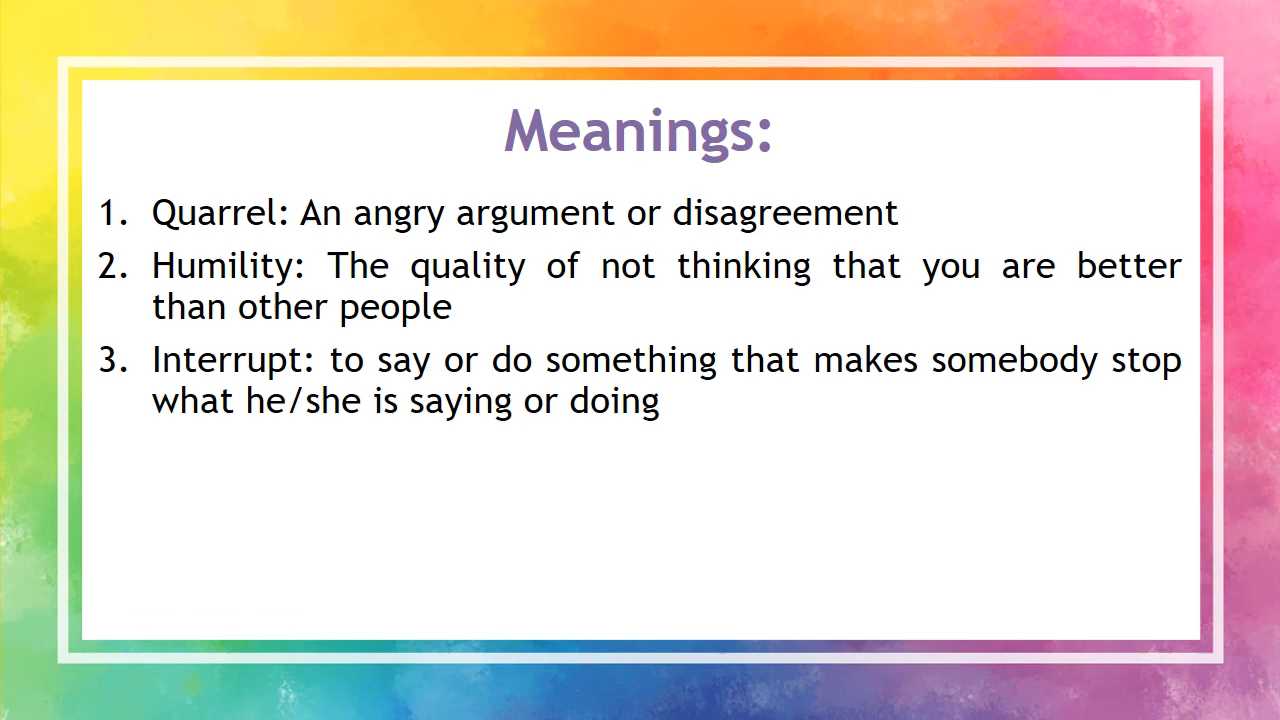 Meanings:
1. Quarrel: An angry argument or disagreement
2. Humility: The quality of not thinking that you are better
than other people
3. Interrupt: to say or do something that makes somebody stop
what he/she is saying or doing